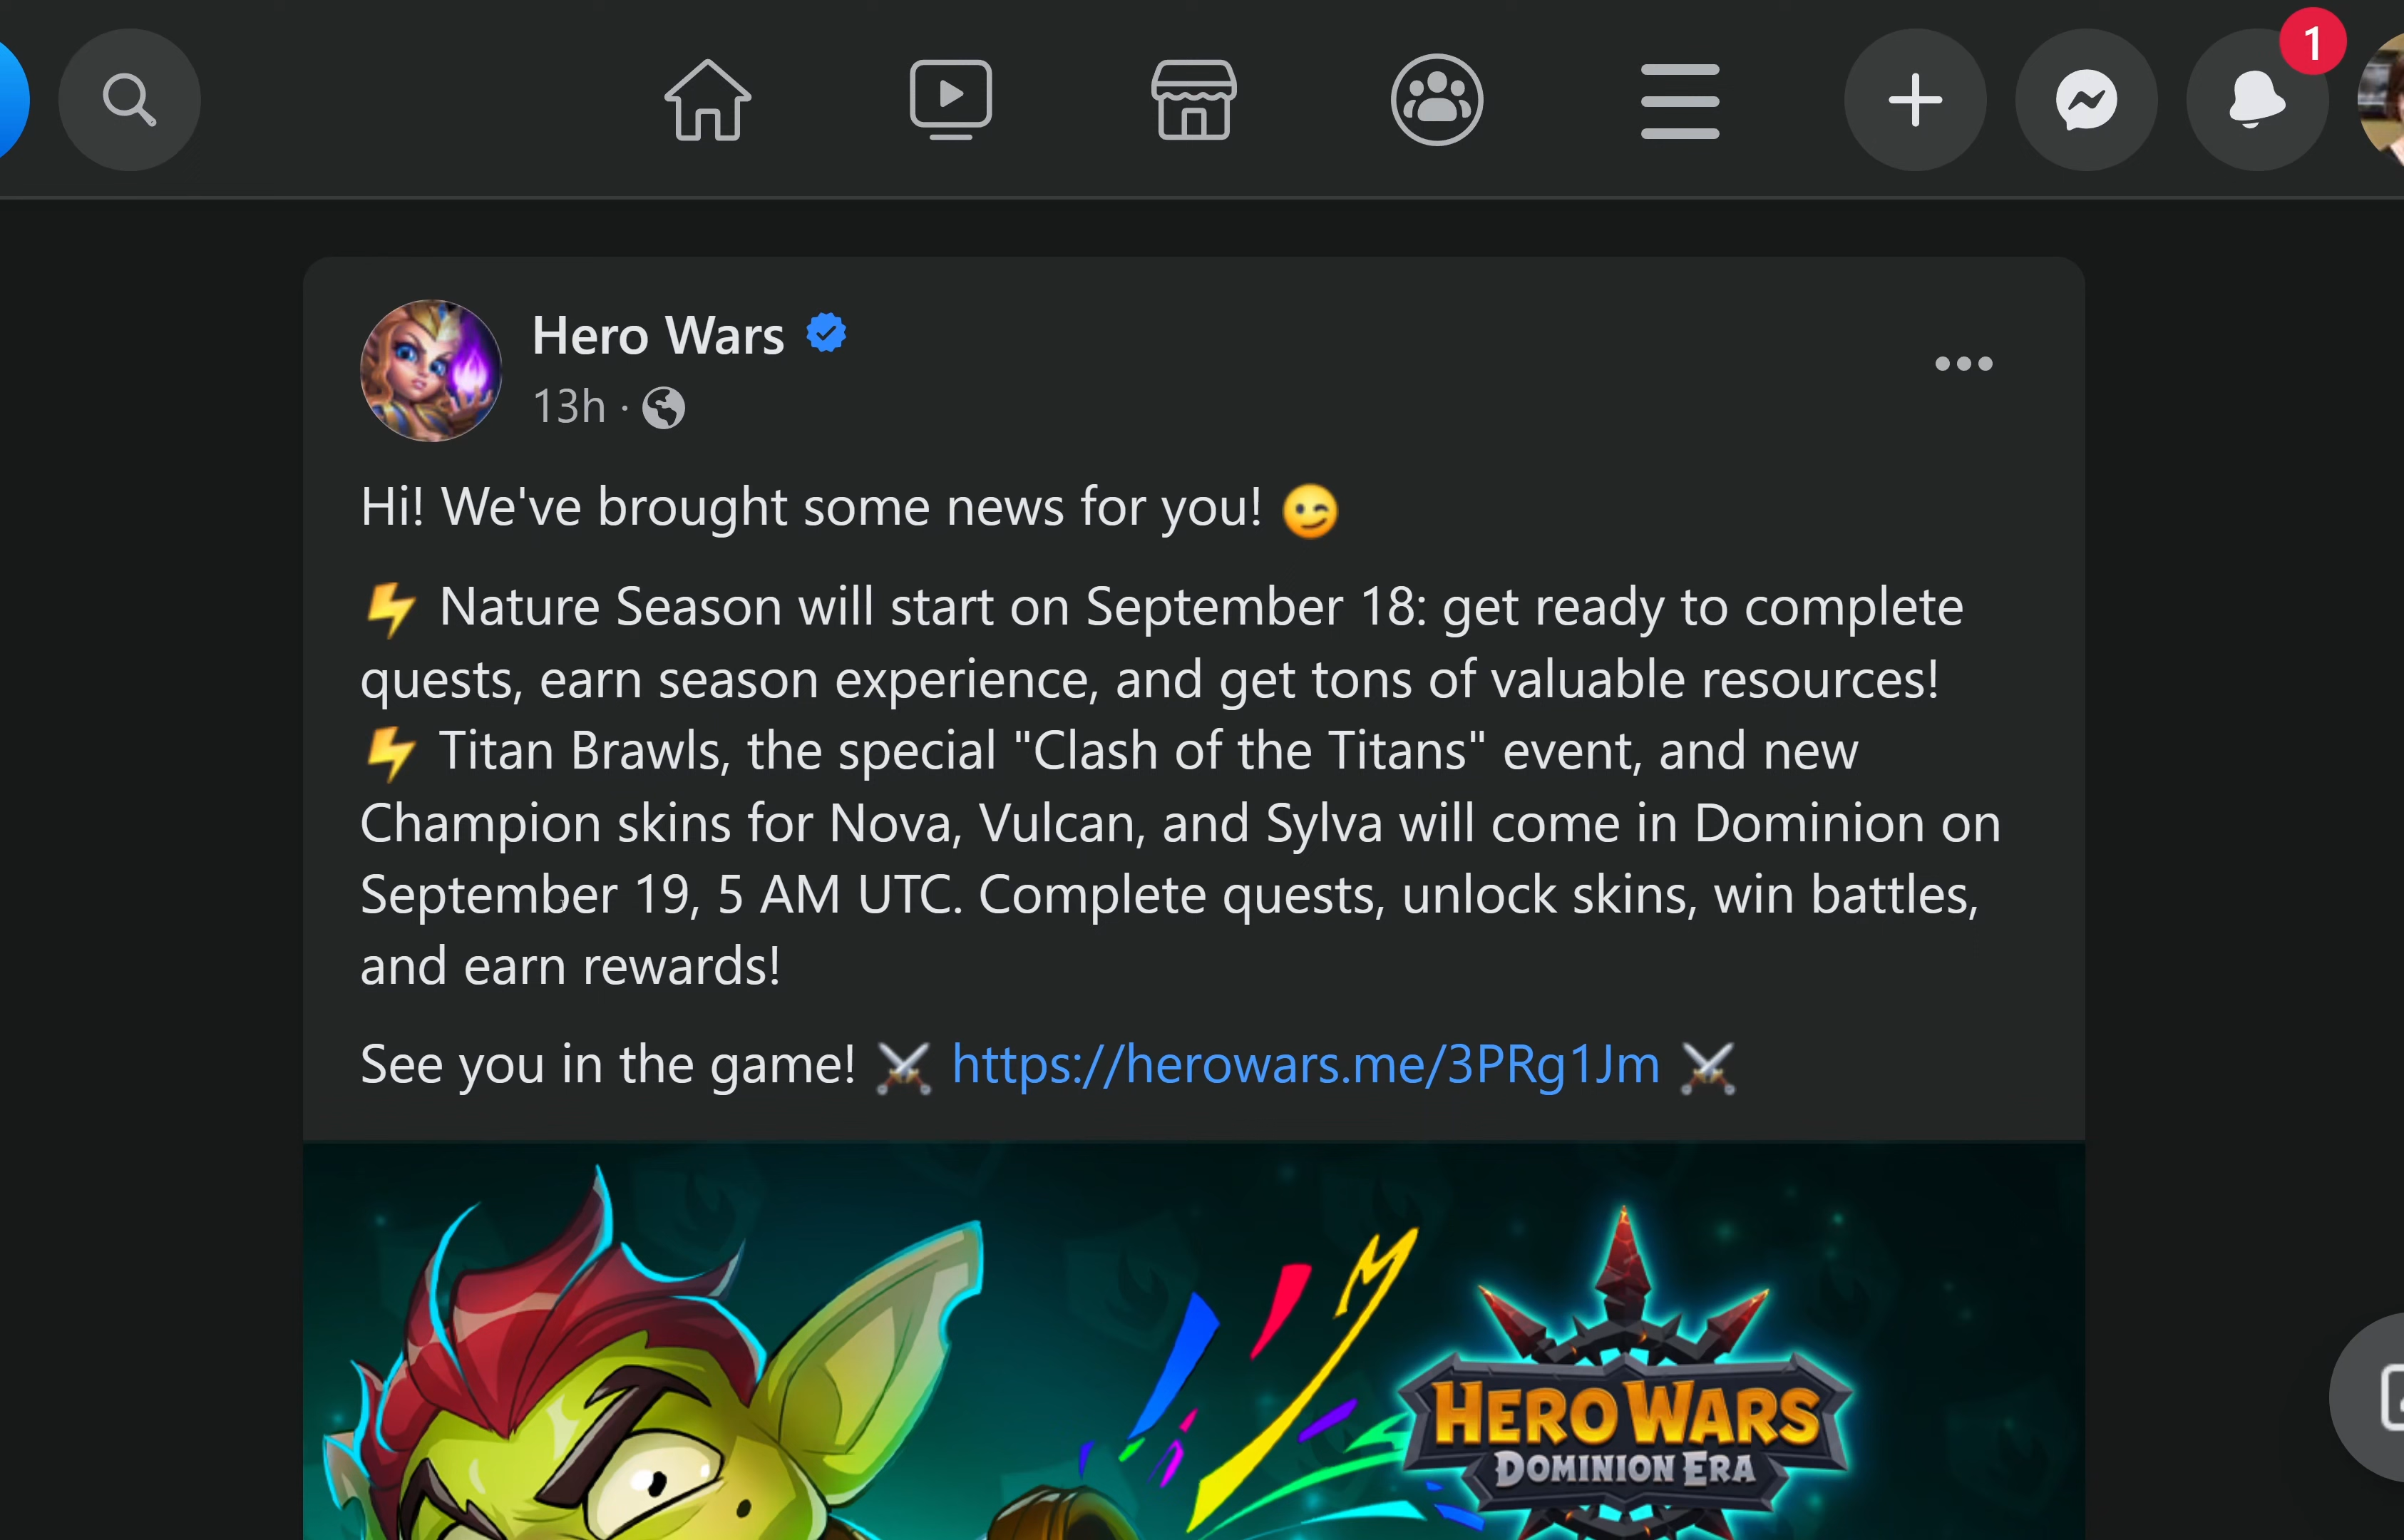 1
Hero Wars
13h ·
Hi! We've brought some news for you! 😉
⚡ Nature Season will start on September 18: get ready to complete
quests, earn season experience, and get tons of valuable resources!
⚡ Titan Brawls, the special "Clash of the Titans" event, and new
Champion skins for Nova, Vulcan, and Sylva will come in Dominion on
September 19, 5 AM UTC. Complete quests, unlock skins, win battles,
and earn rewards!
See you in the game! ⚔️ https://herowars.me/3PRg1Jm ⚔️
HERO WARS
DOMINION ERA